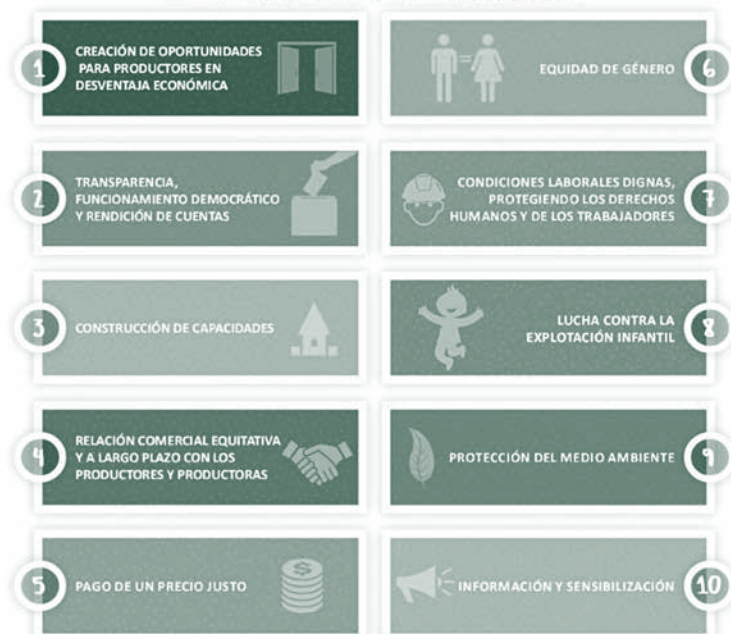 1
CREACIÓN DE OPORTUNIDADES
PARA PRODUCTORES EN
DESVENTAJA ECONÓMICA
2
TRANSPARENCIA,
FUNCIONAMIENTO DEMOCRÁTICO
Y RENDICIÓN DE CUENTAS
3
CONSTRUCCIÓN DE CAPACIDADES
4
RELACIÓN COMERCIAL EQUITATIVA
Y A LARGO PLAZO CON LOS
PRODUCTORES Y PRODUCTORAS
5
PAGO DE UN PRECIO JUSTO
$
EQUIDAD DE GÉNERO
6
CONDICIONES LABORALES DIGNAS,
PROTEGIENDO LOS DERECHOS
HUMANOS Y DE LOS TRABAJADORES
7
LUCHA CONTRA LA
EXPLOTACIÓN INFANTIL
8
PROTECCIÓN DEL MEDIO AMBIENTE
9
INFORMACIÓN Y SENSIBILIZACIÓN
10